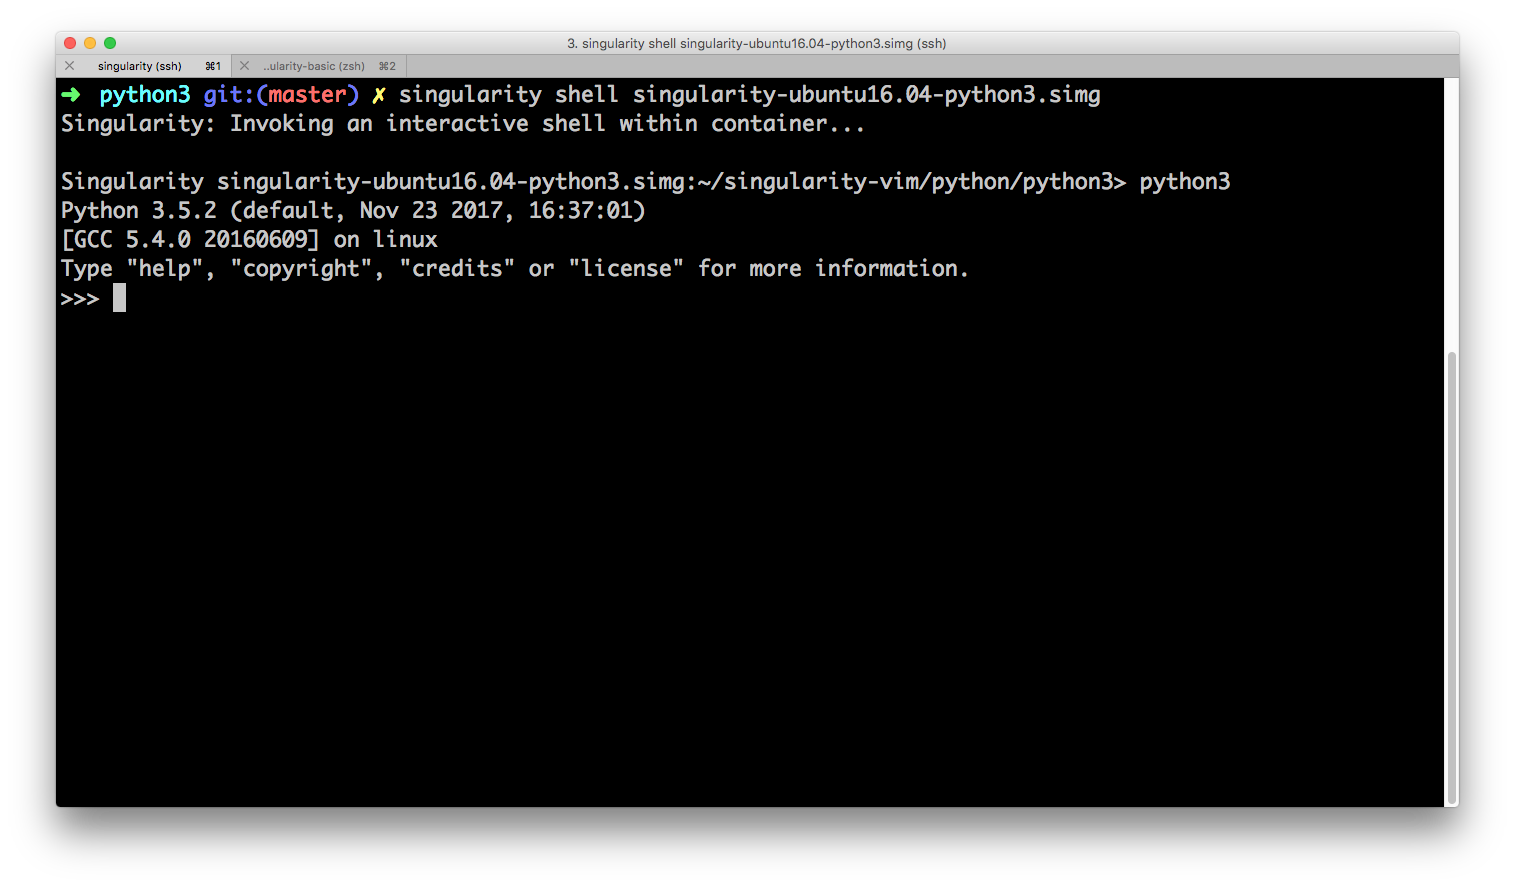 3. singularity shell singularity-ubuntu16.04-python3.simg (ssh)
singularity (ssh) ⌘1 ..ularity-basic (zsh) ⌘2
➜ python3 git:(master) ✗ singularity shell singularity-ubuntu16.04-python3.simg
Singularity: Invoking an interactive shell within container...
Singularity singularity-ubuntu16.04-python3.simg:~/singularity-vim/python/python3> python3
Python 3.5.2 (default, Nov 23 2017, 16:37:01)
[GCC 5.4.0 20160609] on linux
Type "help", "copyright", "credits" or "license" for more information.
>>>